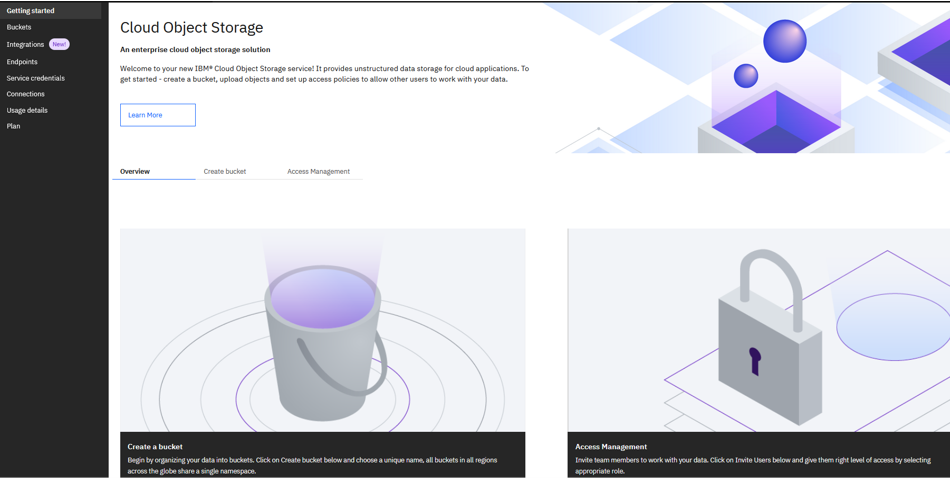 Getting started
Buckets
Integrations New!
Endpoints
Service credentials
Connections
Usage details
Plan
Cloud Object Storage
An enterprise cloud object storage solution
Welcome to your new IBM® Cloud Object Storage service! It provides unstructured data storage for cloud applications. To
get started - create a bucket, upload objects and set up access policies to allow other users to work with your data.
Learn More
Overview
Create bucket
Access Management
Create a bucket
Begin by organizing your data into buckets. Click on Create bucket below and choose a unique name, all buckets in all regions
across the globe share a single namespace.
Access Management
Invite team members to work with your data. Click on Invite Users below and give them right level of access by selecting
appropriate role.